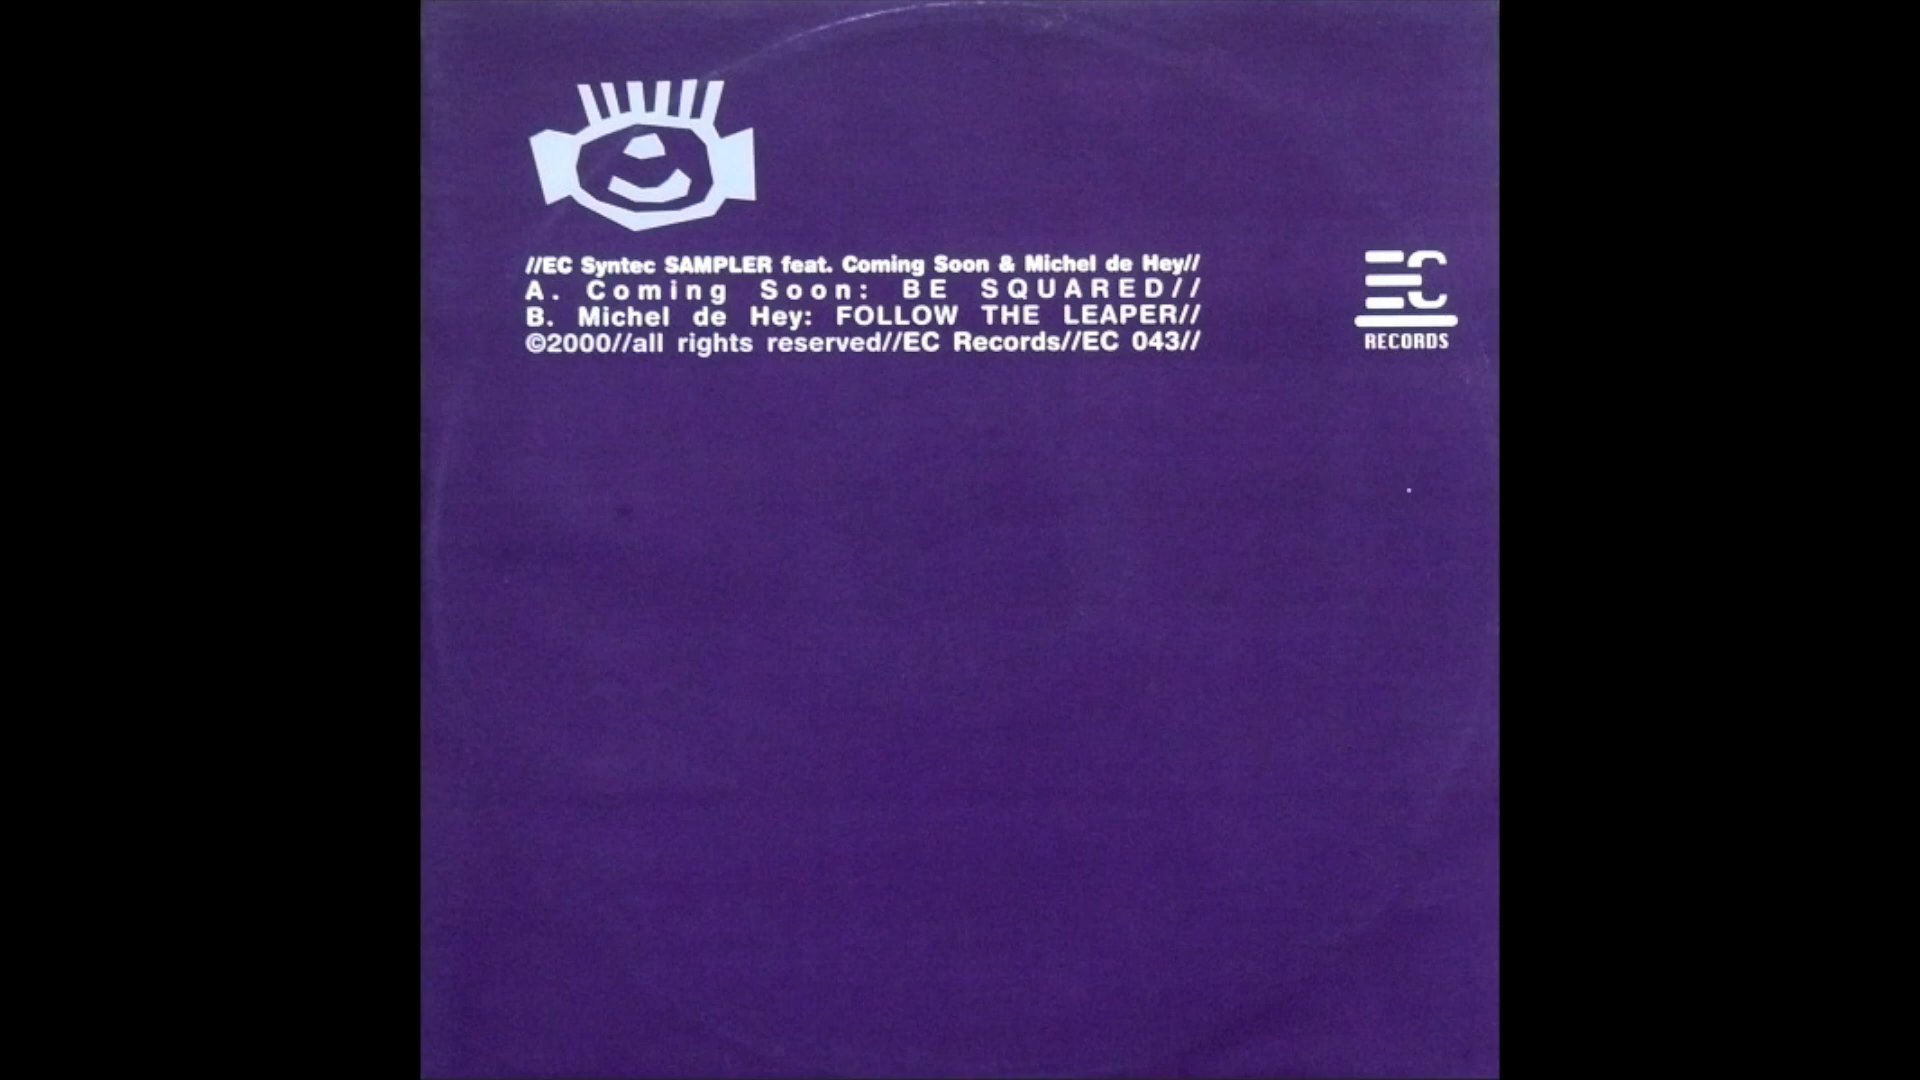 //EC Syntec SAMPLER feat. Coming Soon & Michel de Hey//
A. Coming Soon: BE SQUARED//
B. Michel de Hey: FOLLOW THE LEAPER//
©2000//all rights reserved//EC Records//EC 043//
EC
RECORDS